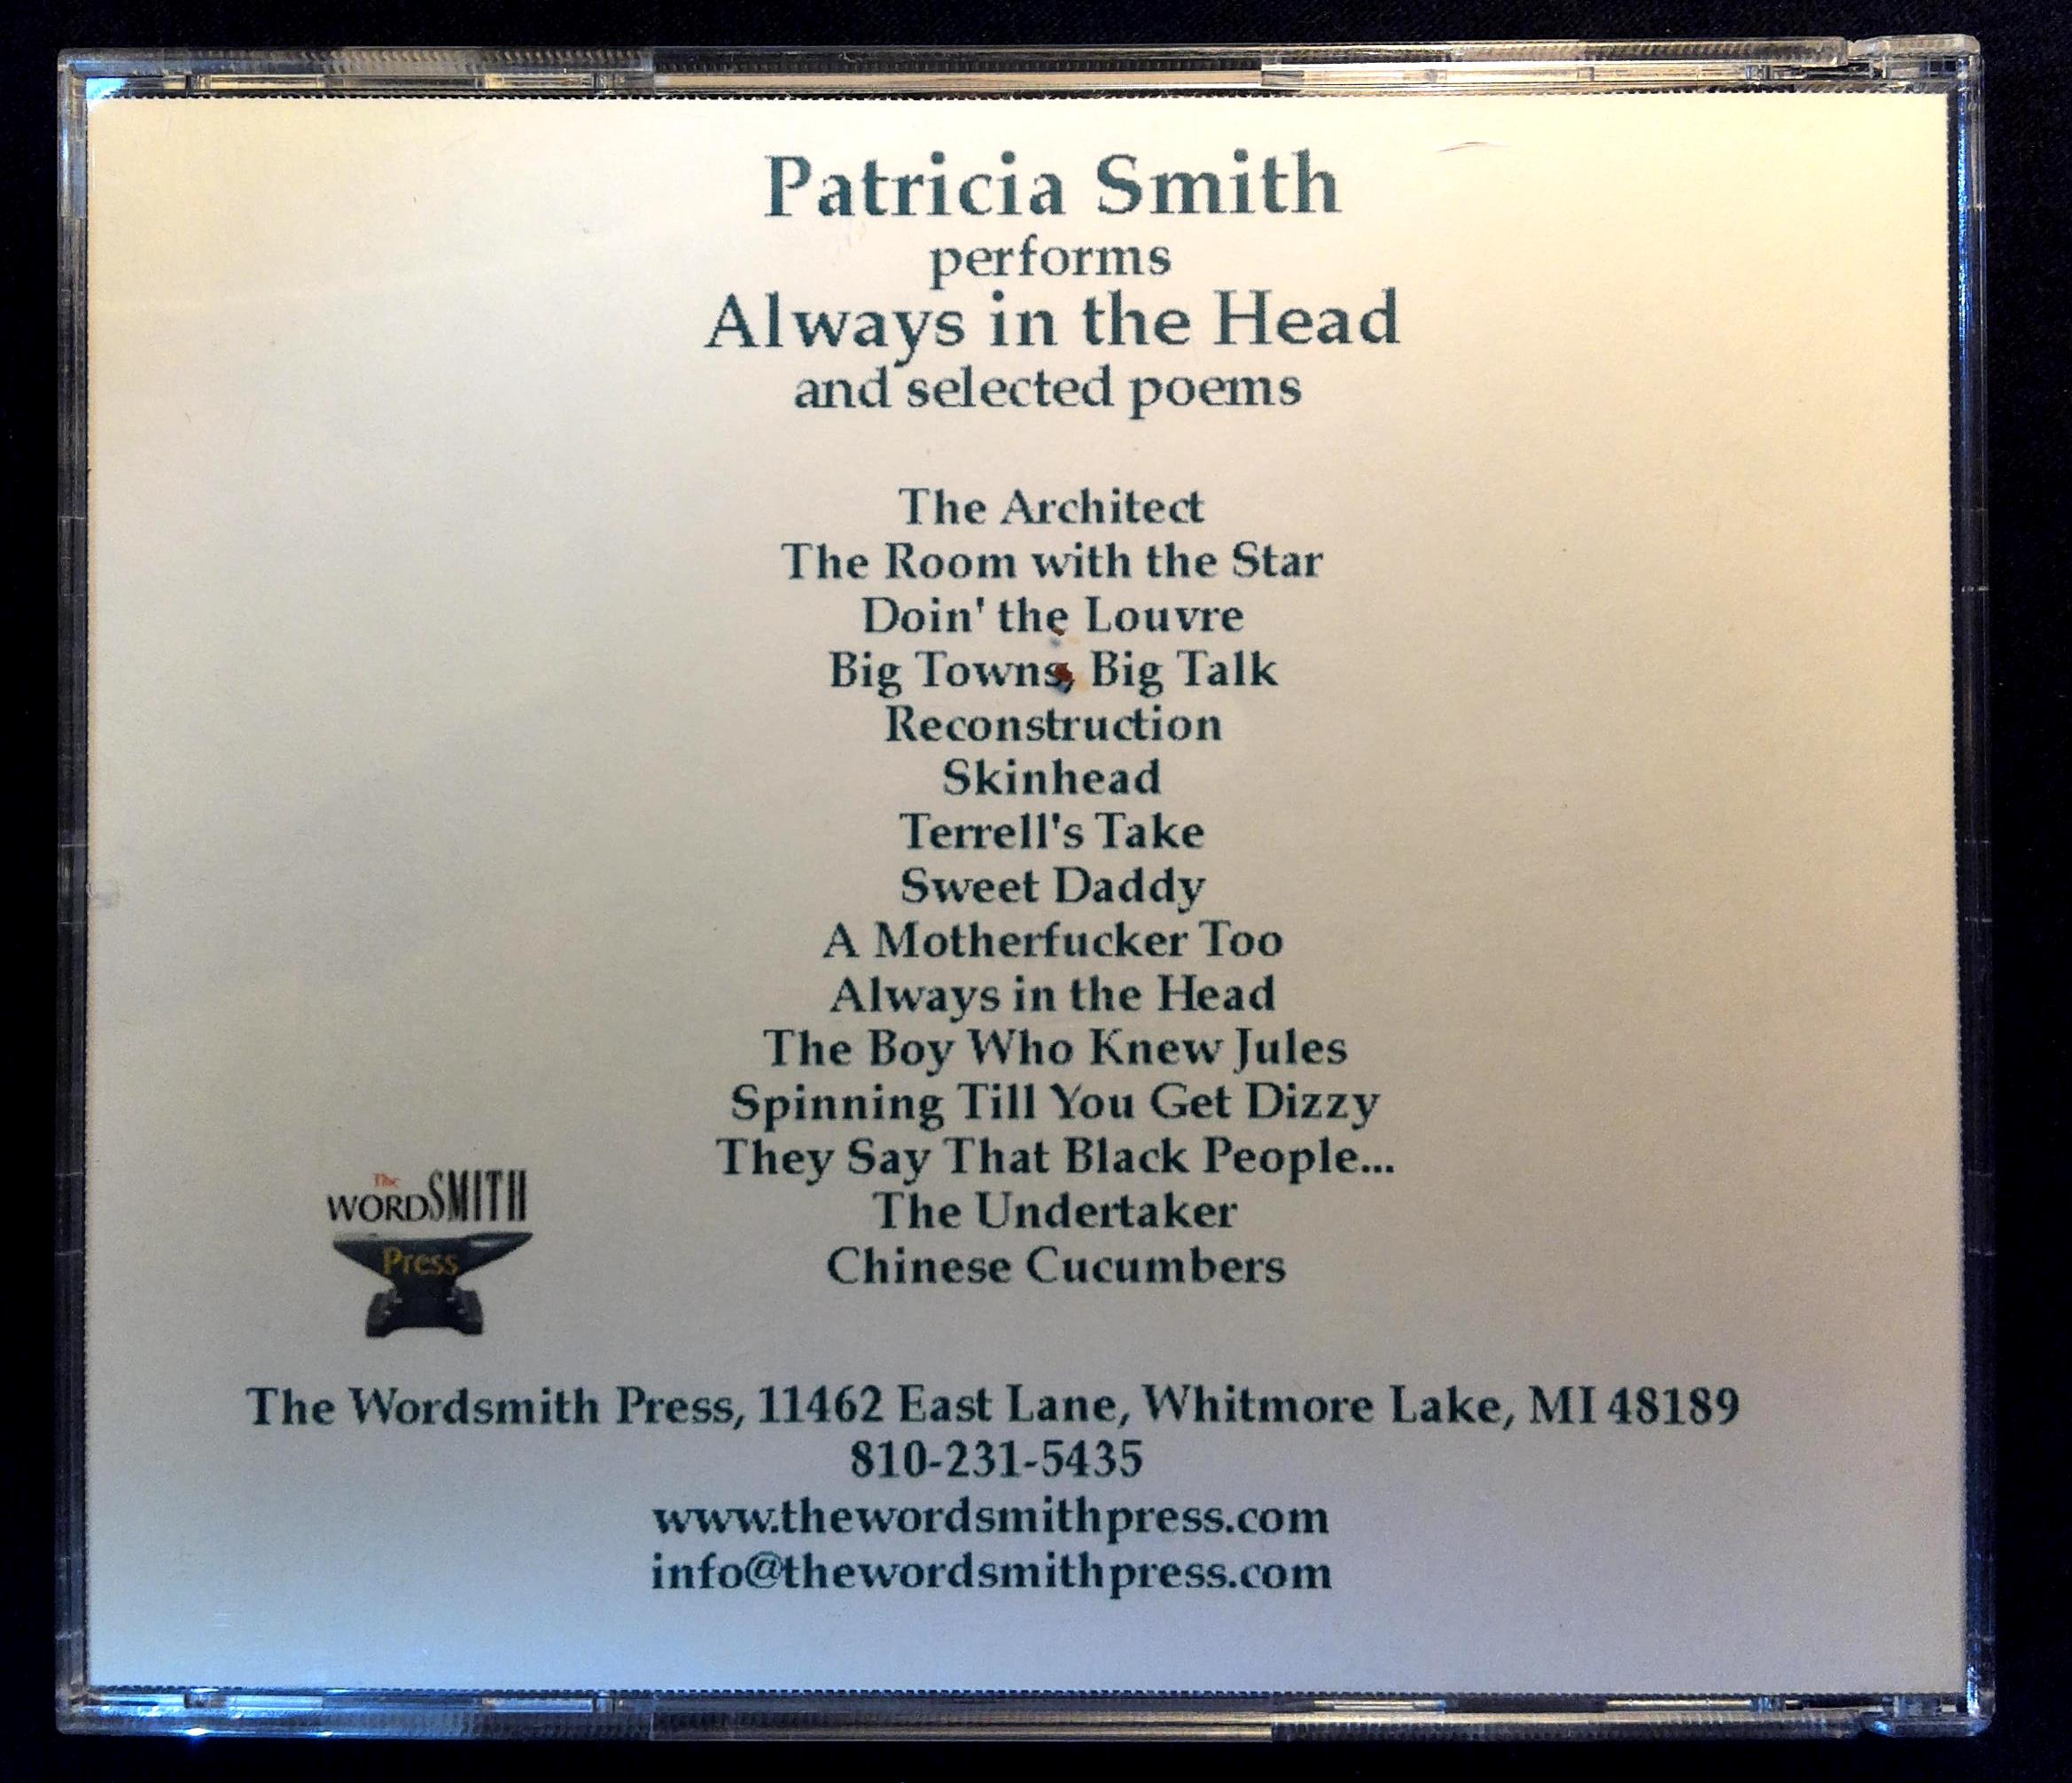 Patricia Smith
performs
Always in the Head
and selected poems
The Architect
The Room with the Star
Doin' the Louvre
Big Towns, Big Talk
Reconstruction
Skinhead
Terrell's Take
Sweet Daddy
A Motherfucker Too
Always in the Head
The Boy Who Knew Jules
Spinning Till You Get Dizzy
They Say That Black People...
The Undertaker
Chinese Cucumbers
The
WORDSMITH
Press
The Wordsmith Press, 11462 East Lane, Whitmore Lake, MI 48189
810-231-5435
www.thewordsmithpress.com
info@thewordsmithpress.com